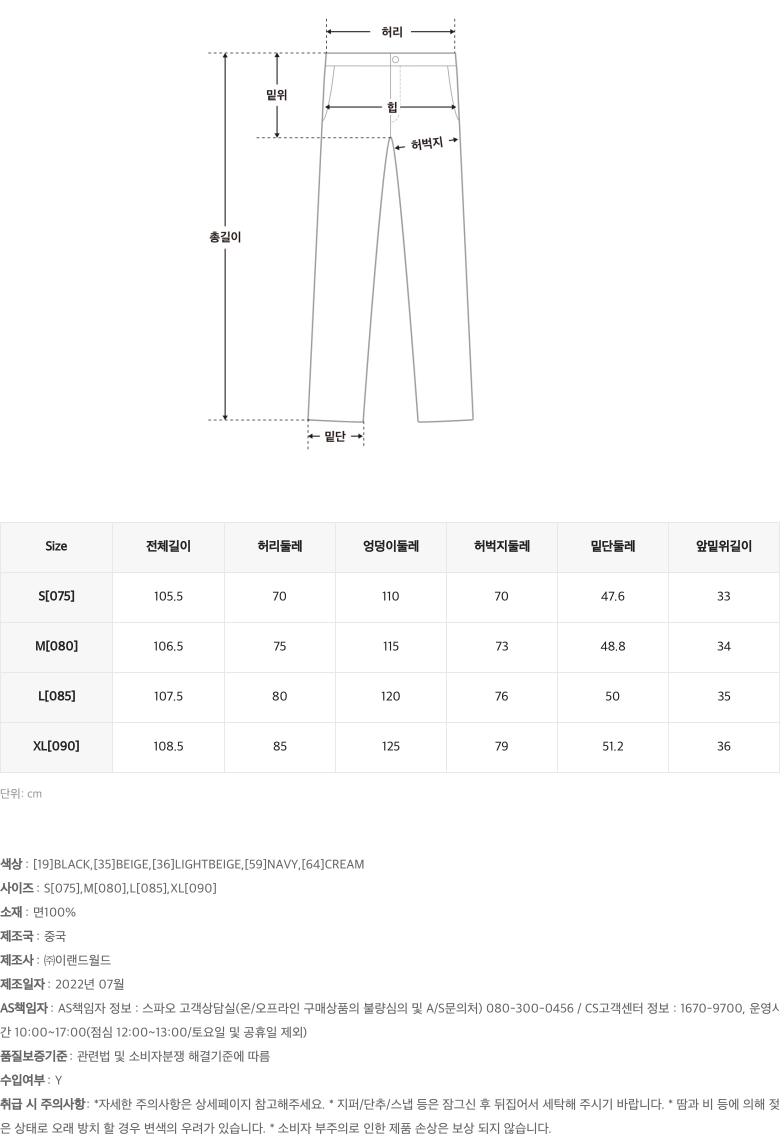 허리
밑위
힙
허벅지
총길이
밑단
Size 전체길이 허리둘레 엉덩이둘레 허벅지둘레 밑단둘레 앞밑위길이
S[075] 105.5 70 110 70 47.6 33
M[080] 106.5 75 115 73 48.8 34
L[085] 107.5 80 120 76 50 35
XL[090] 108.5 85 125 79 51.2 36
단위: cm
색상 : [19]BLACK,[35]BEIGE,[36]LIGHTBEIGE,[59]NAVY,[64]CREAM
사이즈 : S[075],M[080],L[085],XL[090]
소재 : 면100%
제조국 : 중국
제조사 : ㈜이랜드월드
제조일자 : 2022년 07월
AS책임자 : AS책임자 정보 : 스파오 고객상담실(온/오프라인 구매상품의 불량심의 및 A/S문의처) 080-300-0456 / CS고객센터 정보 : 1670-9700, 운영시
간 10:00~17:00(점심 12:00~13:00/토요일 및 공휴일 제외)
품질보증기준 : 관련법 및 소비자분쟁 해결기준에 따름
수입여부 : Y
취급 시 주의사항 : *자세한 주의사항은 상세페이지 참고해주세요. * 지퍼/단추/스냅 등은 잠그신 후 뒤집어서 세탁해 주시기 바랍니다. * 땀과 비 등에 의해 젖
은 상태로 오래 방치 할 경우 변색의 우려가 있습니다. * 소비자 부주의로 인한 제품 손상은 보상 되지 않습니다.